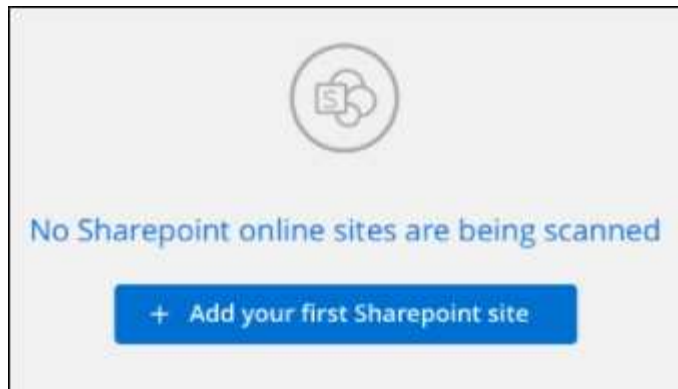 S
No Sharepoint online sites are being scanned
+ Add your first Sharepoint site